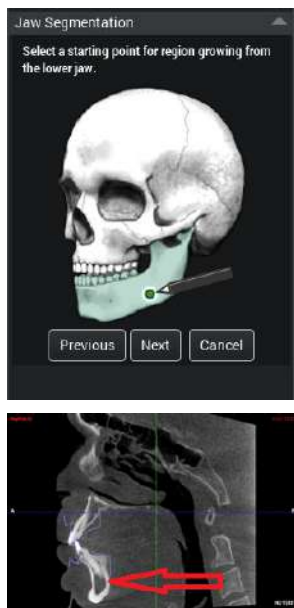 Jaw Segmentation
Select a starting point for region growing from
the lower jaw.
Previous
Next
Cancel